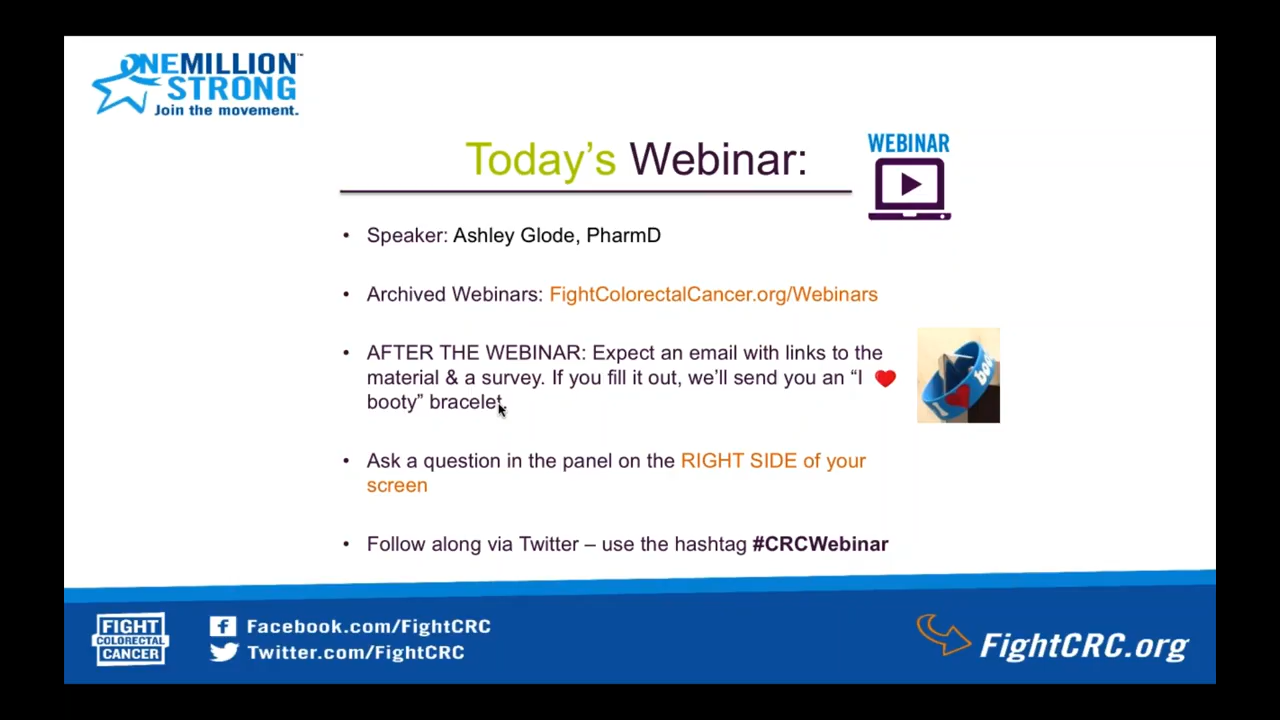 ONEMILLION™
STRONG
Join the movement.
Today's Webinar:
WEBINAR
• Speaker: Ashley Glode, PharmD
• Archived Webinars: FightColorectalCancer.org/Webinars
• AFTER THE WEBINAR: Expect an email with links to the
material & a survey. If you fill it out, we'll send you an “I ❤
booty” bracelet.
I ❤ boo
• Ask a question in the panel on the RIGHT SIDE of your
screen
• Follow along via Twitter – use the hashtag #CRCWebinar
FIGHT
COLORECTAL
CANCER
Facebook.com/FightCRC
Twitter.com/FightCRC
FightCRC.org